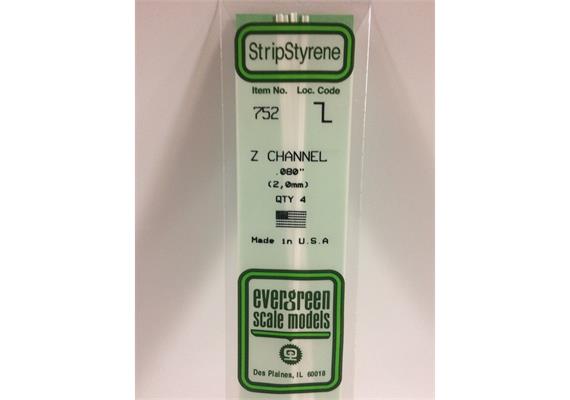 StripStyrene
Item No. Loc. Code
752
Z CHANNEL
.080"
(2,0mm)
QTY 4
Made in U.S.A
evergreen
scale models
Des Plaines, IL 60018